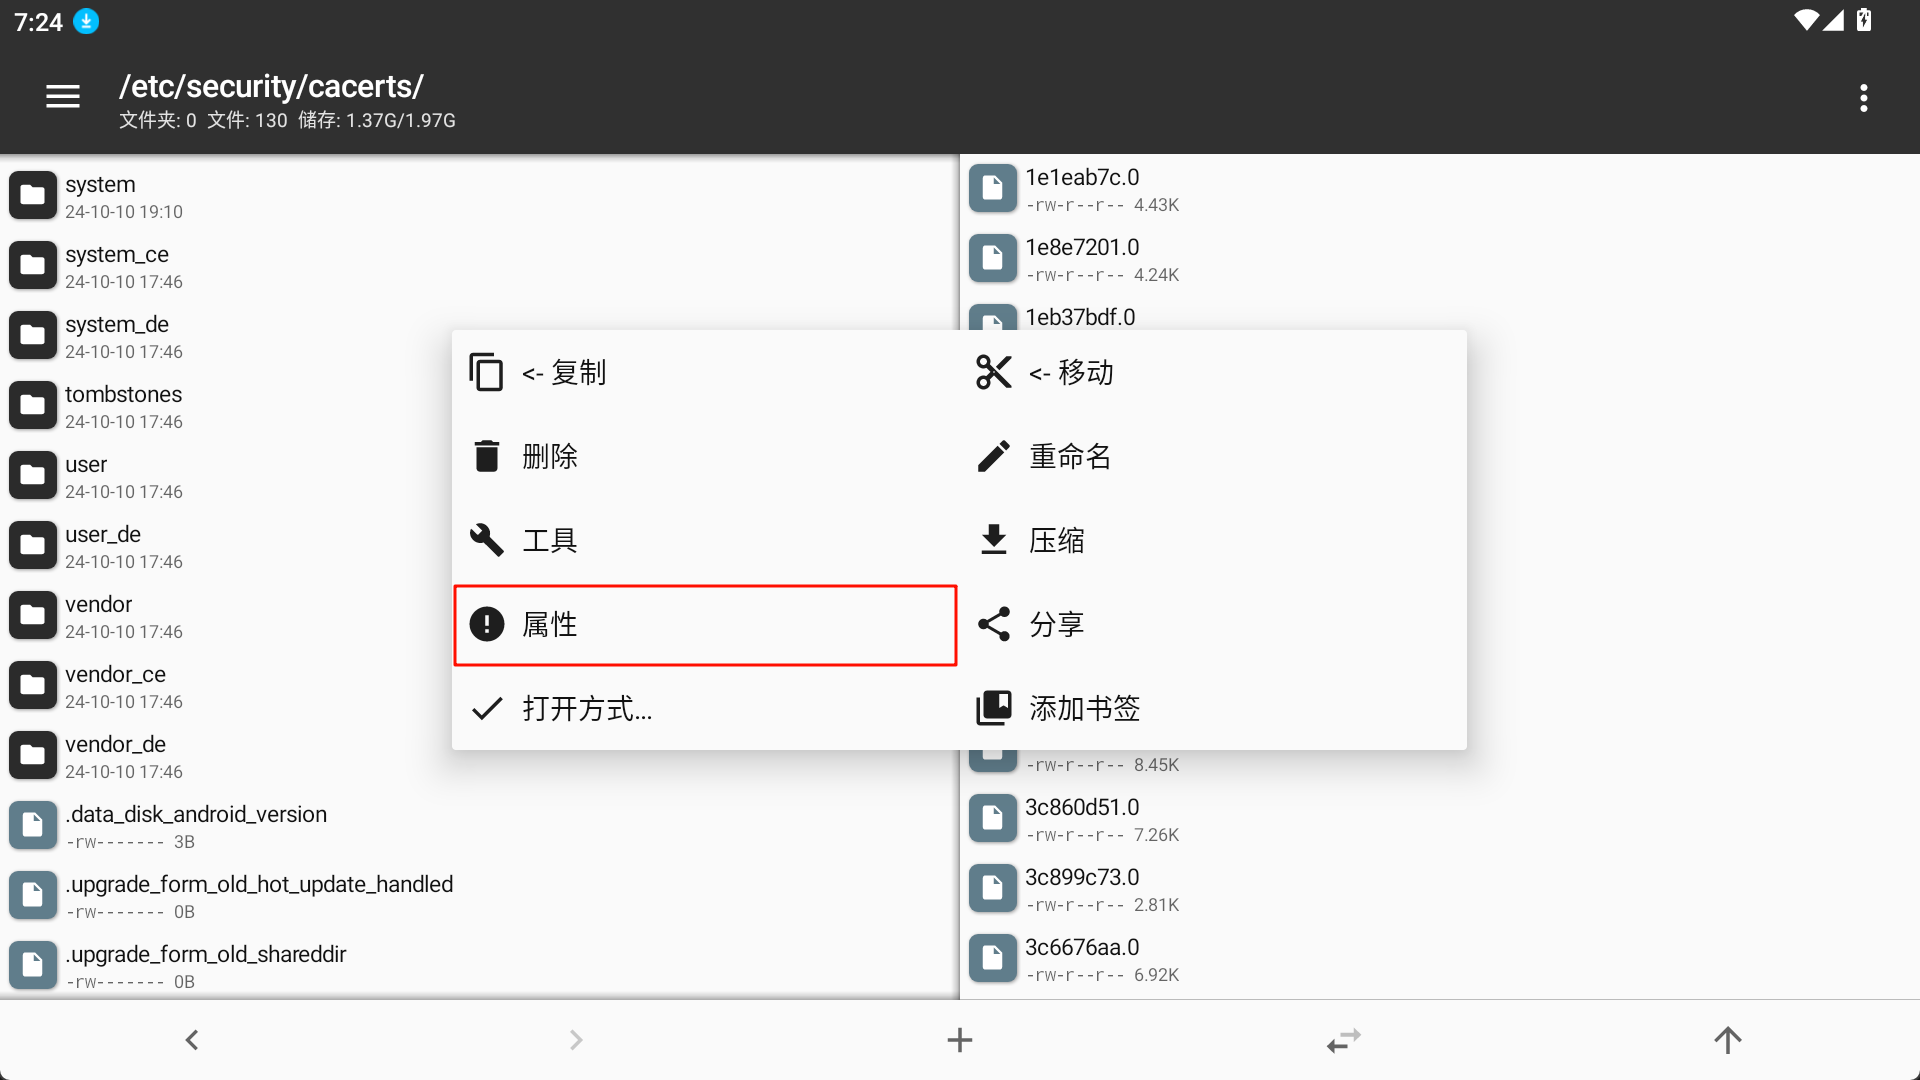 7:24
/etc/security/cacerts/
文件夹: 0 文件: 130 储存: 1.37G/1.97G
system
24-10-10 19:10
system_ce
24-10-10 17:46
system_de
24-10-10 17:46
tombstones
24-10-10 17:46
user
24-10-10 17:46
user_de
24-10-10 17:46
vendor
24-10-10 17:46
vendor_ce
24-10-10 17:46
vendor_de
24-10-10 17:46
.data_disk_android_version
-rw------- 3B
.upgrade_form_old_hot_update_handled
-rw------- 0B
.upgrade_form_old_shareddir
-rw------- 0B
1e1eab7c.0
-rw-r--r-- 4.43K
1e8e7201.0
-rw-r--r-- 4.24K
1eb37bdf.0
<- 复制
<- 移动
删除
重命名
工具
压缩
属性
分享
打开方式...
添加书签
-rw-r--r-- 8.45K
3c860d51.0
-rw-r--r-- 7.26K
3c899c73.0
-rw-r--r-- 2.81K
3c6676aa.0
-rw-r--r-- 6.92K